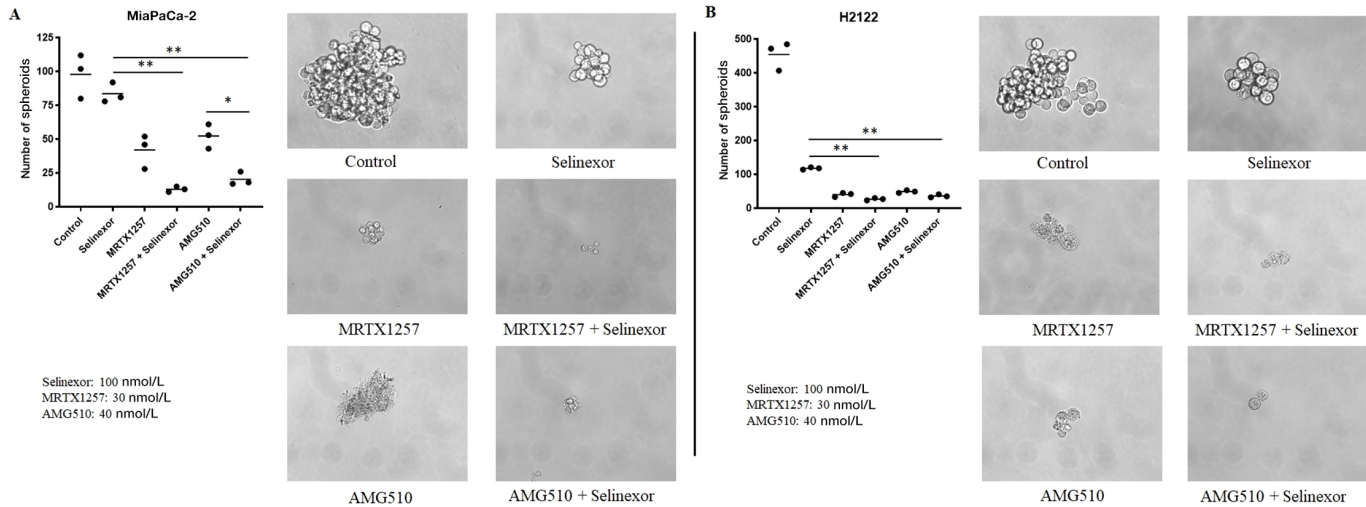 A
MiaPaCa-2
Number of spheroids
125
100
75
50
25
0
Control
Selinexor
MRTX1257
MRTX1257 + Selinexor
AMG510
AMG510 + Selinexor
**
**
*
Control
Selinexor
MRTX1257
MRTX1257 + Selinexor
AMG510
AMG510 + Selinexor
Selinexor: 100 nmol/L
MRTX1257: 30 nmol/L
AMG510: 40 nmol/L
B
H2122
Number of spheroids
500
400
300
200
100
0
Control
Selinexor
MRTX1257
MRTX1257 + Selinexor
AMG510
AMG510 + Selinexor
**
**
Control
Selinexor
MRTX1257
MRTX1257 + Selinexor
AMG510
AMG510 + Selinexor
Selinexor: 100 nmol/L
MRTX1257: 30 nmol/L
AMG510: 40 nmol/L